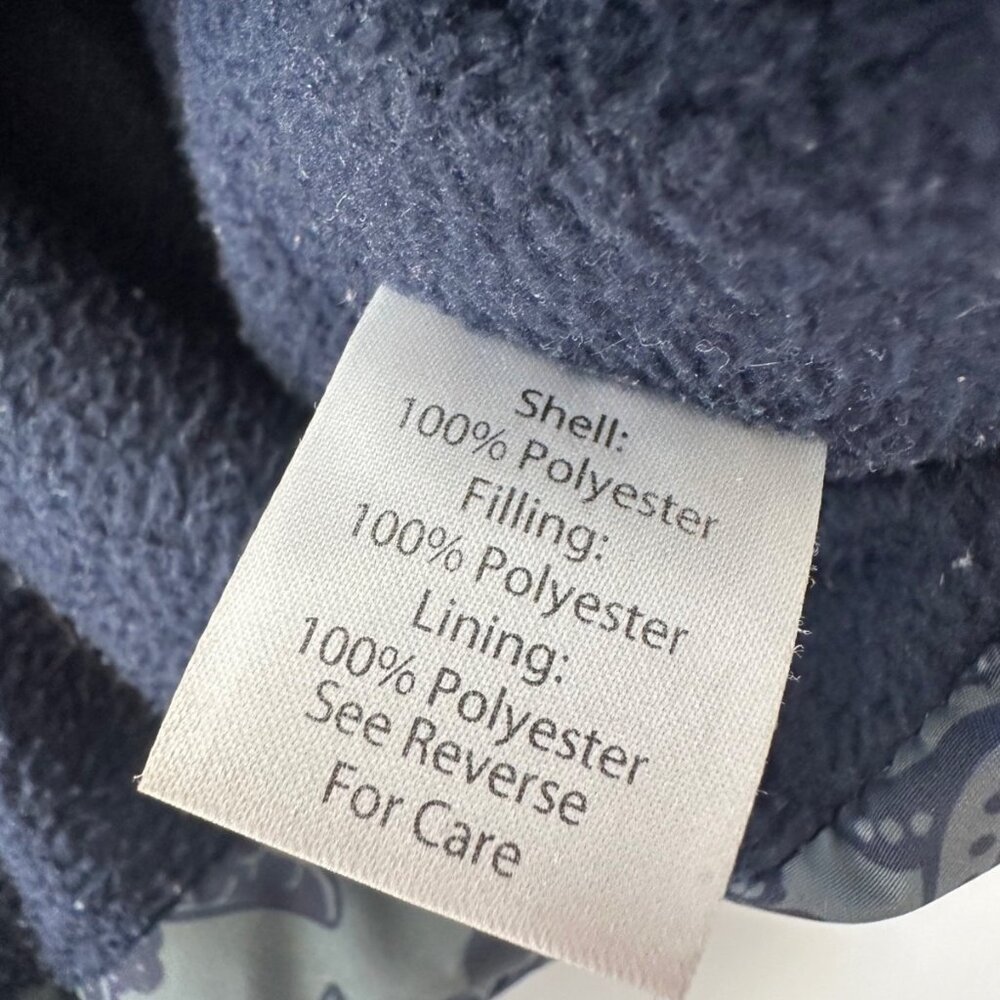 Shell:
100% Polyester
Filling:
100% Polyester
Lining:
100% Polyester
See Reverse
For Care